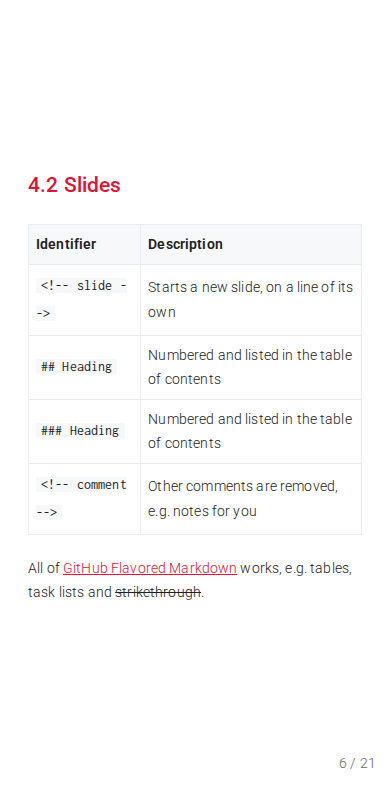 4.2 Slides
Identifier Description
<!-- slide - Starts a new slide, on a line of its
-> own
## Heading Numbered and listed in the table
of contents
### Heading Numbered and listed in the table
of contents
<!-- comment Other comments are removed,
--> e.g. notes for you
All of GitHub Flavored Markdown works, e.g. tables,
task lists and strikethrough.
6 / 21